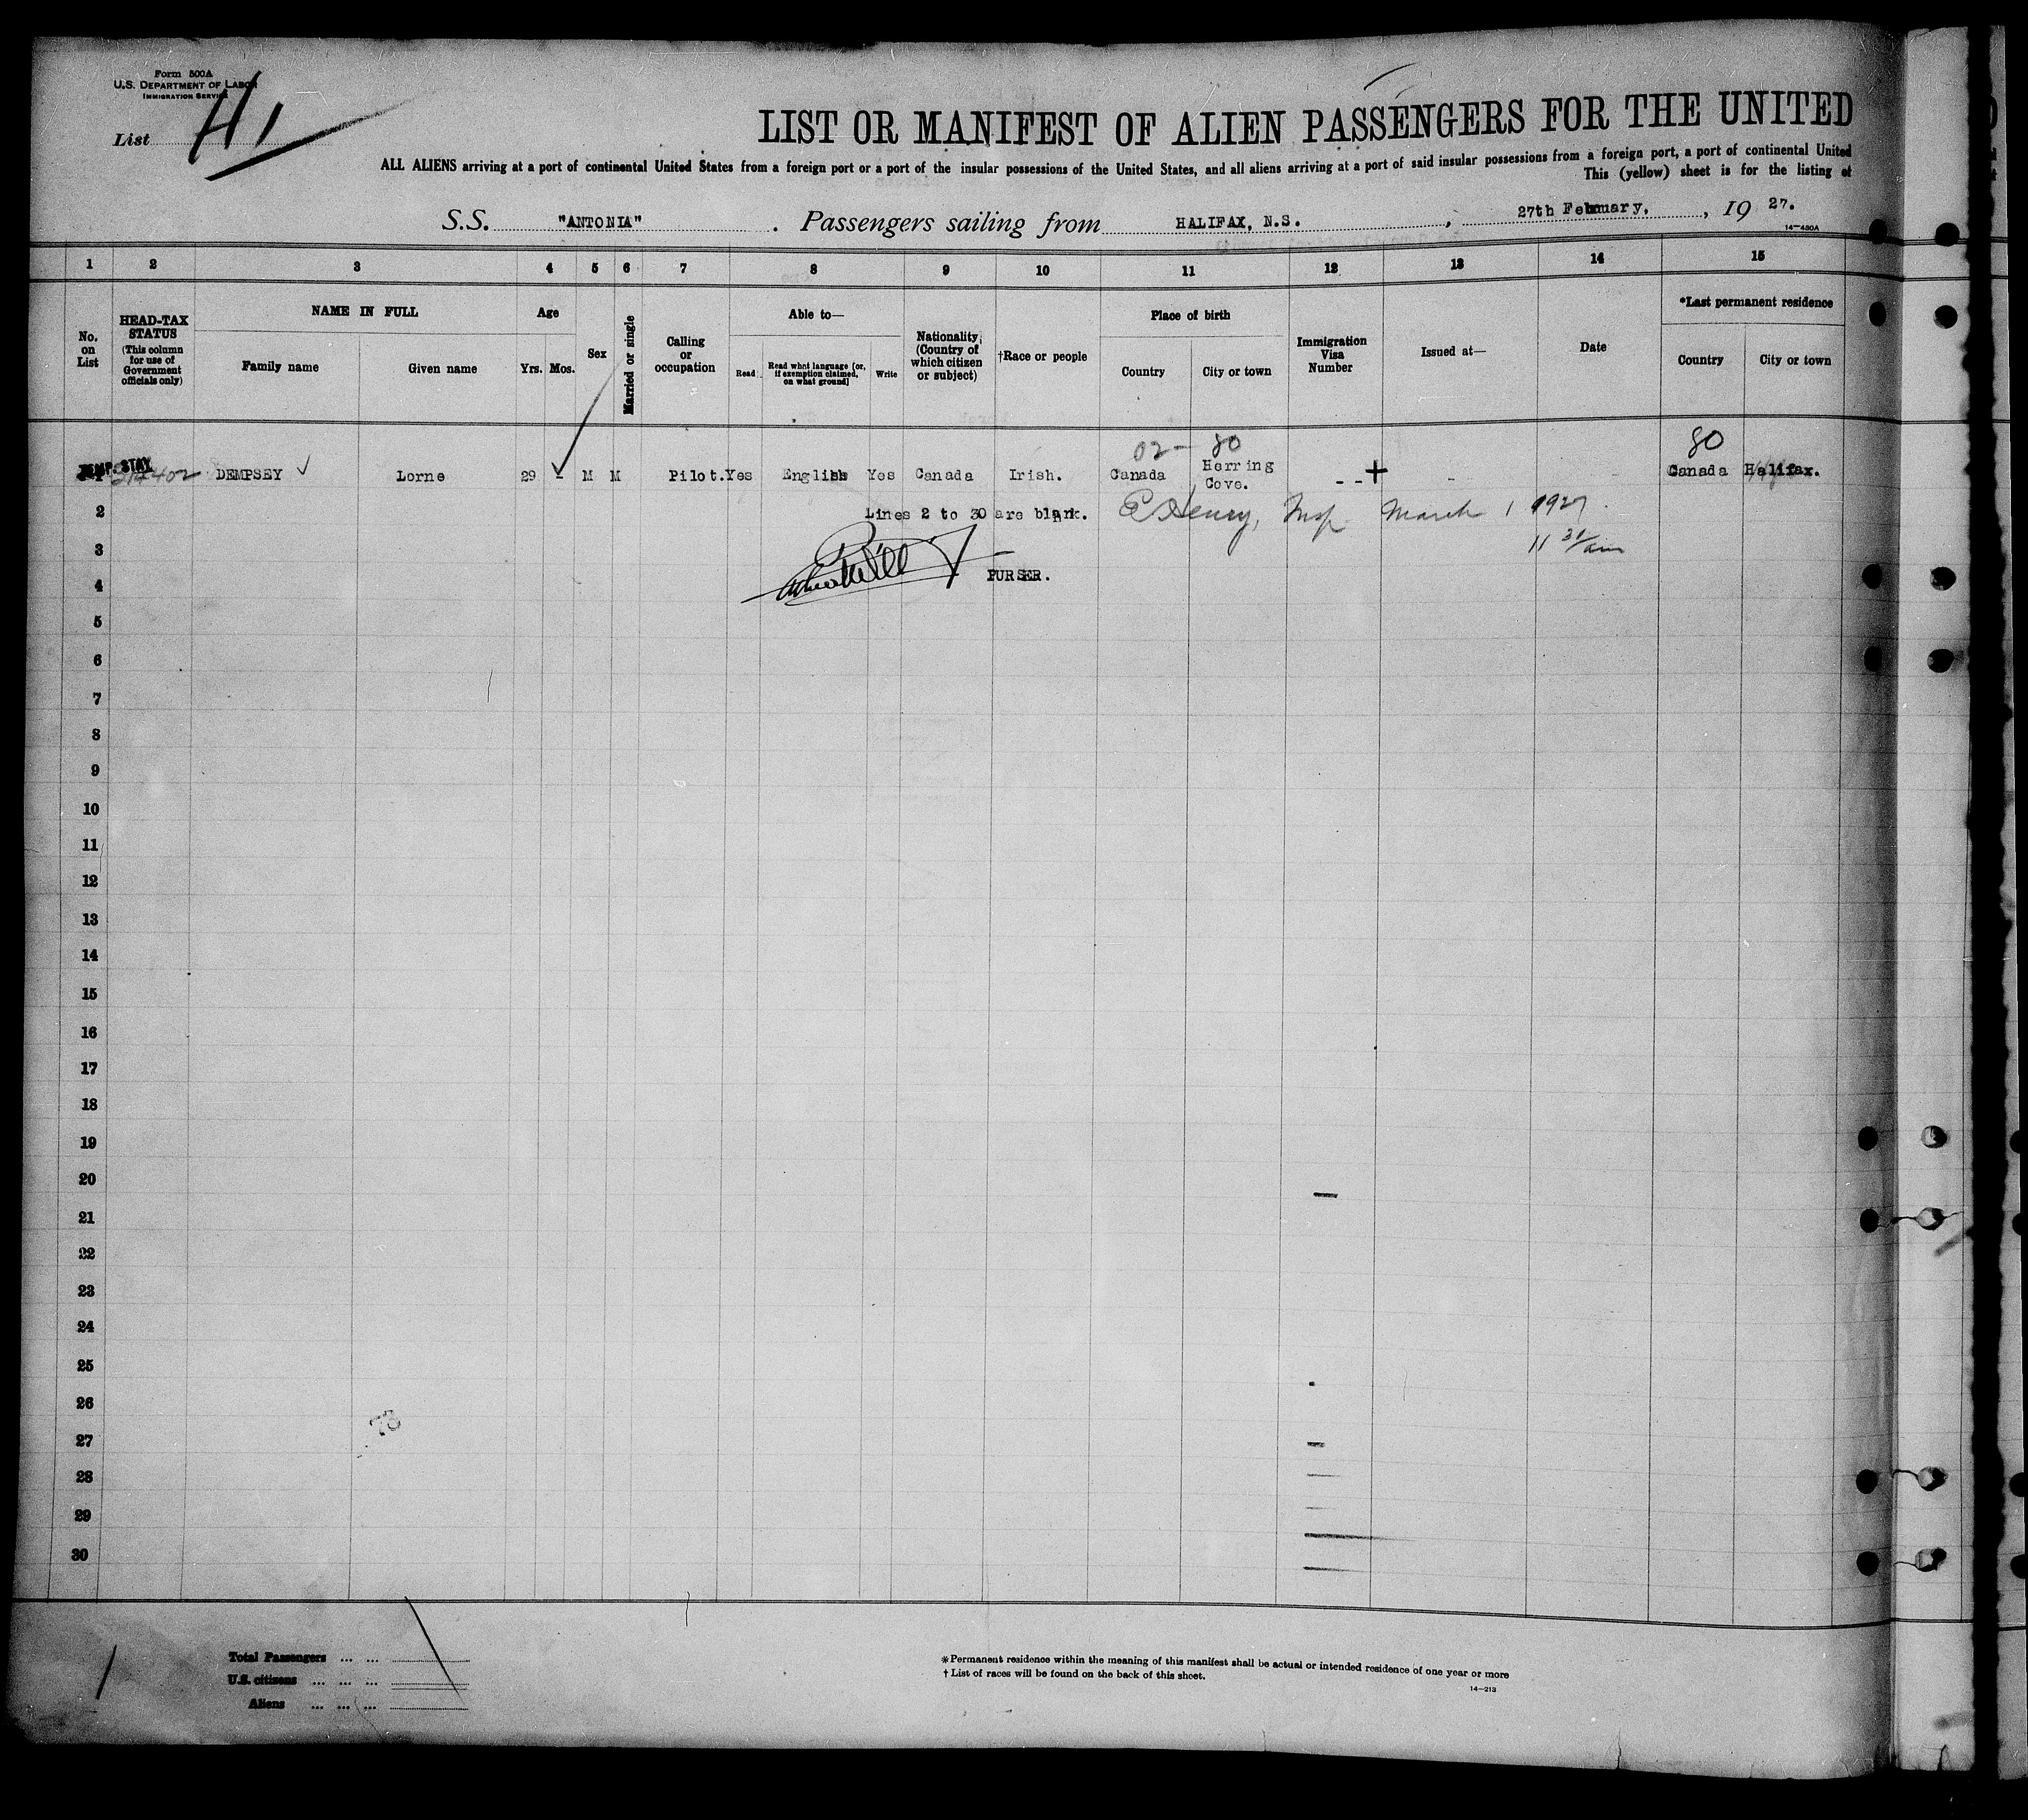 Form 500A
U.S. DEPARTMENT OF LABOR
IMMIGRATION SERVICE
List
LIST OR MANIFEST OF ALIEN PASSENGERS FOR THE UNITED
ALL ALIENS arriving at a port of continental United States from a foreign port or a port of the insular possessions of the United States, and all aliens arriving at a port of said insular possessions from a foreign port, a port of continental United
This (yellow) sheet is for the listing of
S.S. "ANTONIA" . Passengers sailing from HALIFAX, N.S. , 27th February, , 19 27.
14—430A
1 2 3 4 5 6 7 8 9 10 11 12 13 14 15
No. on List
HEAD-TAX STATUS (This column for use of Government officials only)
NAME IN FULL
Family name Given name
Age
Yrs. Mos.
Sex
Married or single
Calling or occupation
Able to—
Read Read what language [or, if exemption claimed, on what ground] Write
Nationality. (Country of which citizen or subject)
†Race or people
Place of birth
Country City or town
Immigration Visa Number
Issued at—
Date
*Last permanent residence
Country City or town
02 - 80 80
TEMP. STAY DEMPSEY ✓ Lorne 29 - M M Pilot. Yes English Yes Canada Irish. Canada Herring Cove. - - + Canada Halifax.
2 Lines 2 to 30 are blank. E Henry, Insp March 1 1927
3 11 30/am
4 PURSER.
5
6
7
8
9
10
11
12
13
14
15
16
17
18
19
20
21
22
23
24
25
26
27
28
29
30
Total Passengers ... ...
U.S. citizens ... ... ...
Aliens ... ... ...
*Permanent residence within the meaning of this manifest shall be actual or intended residence of one year or more
† List of races will be found on the back of this sheet.
14—213